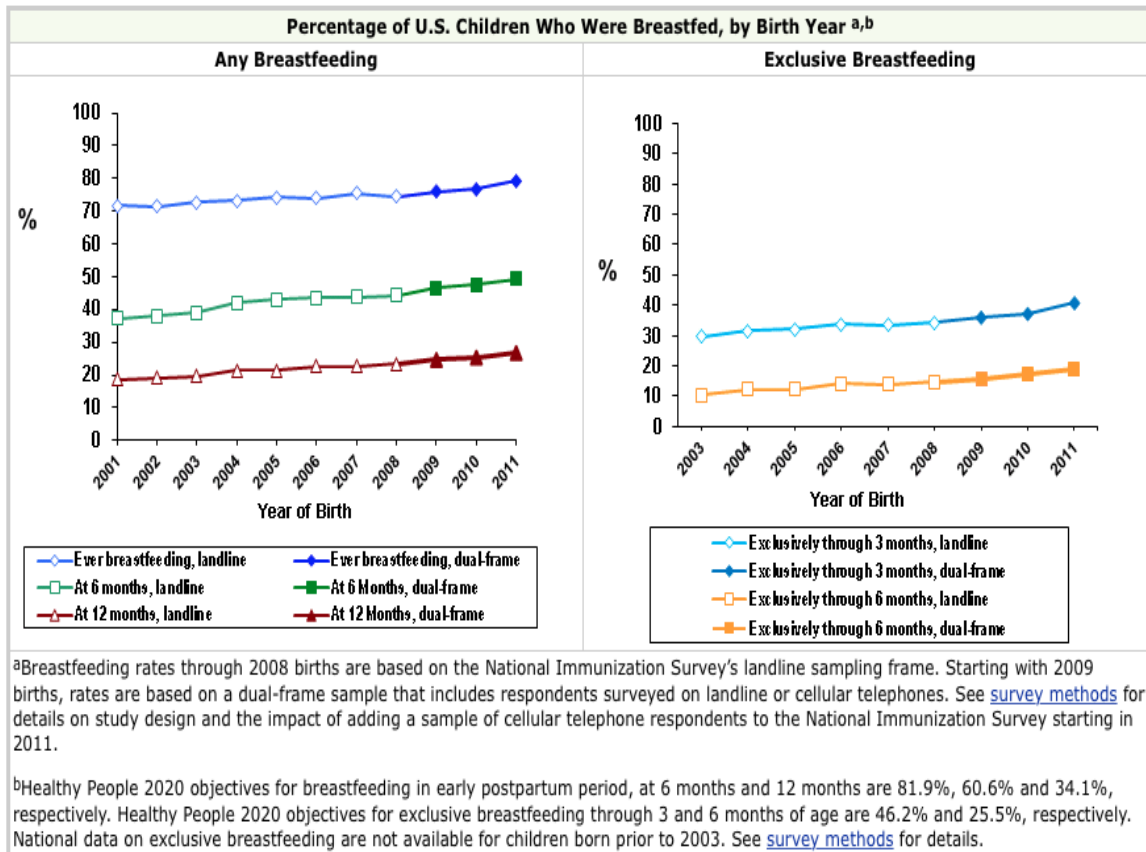 Percentage of U.S. Children Who Were Breastfed, by Birth Year a,b
Any Breastfeeding
Exclusive Breastfeeding
100
90
80
70
60
50
40
30
20
10
0
%
2001
2002
2003
2004
2005
2006
2007
2008
2009
2010
2011
Year of Birth
Ever breastfeeding, landline
Ever breastfeeding, dual-frame
At 6 months, landline
At 6 Months, dual-frame
At 12 months, landline
At 12 Months, dual-frame
100
90
80
70
60
50
40
30
20
10
0
%
2003
2004
2005
2006
2007
2008
2009
2010
2011
Year of Birth
Exclusively through 3 months, landline
Exclusively through 3 months, dual-frame
Exclusively through 6 months, landline
Exclusively through 6 months, dual-frame
aBreastfeeding rates through 2008 births are based on the National Immunization Survey's landline sampling frame. Starting with 2009
births, rates are based on a dual-frame sample that includes respondents surveyed on landline or cellular telephones. See survey methods for
details on study design and the impact of adding a sample of cellular telephone respondents to the National Immunization Survey starting in
2011.
bHealthy People 2020 objectives for breastfeeding in early postpartum period, at 6 months and 12 months are 81.9%, 60.6% and 34.1%,
respectively. Healthy People 2020 objectives for exclusive breastfeeding through 3 and 6 months of age are 46.2% and 25.5%, respectively.
National data on exclusive breastfeeding are not available for children born prior to 2003. See survey methods for details.